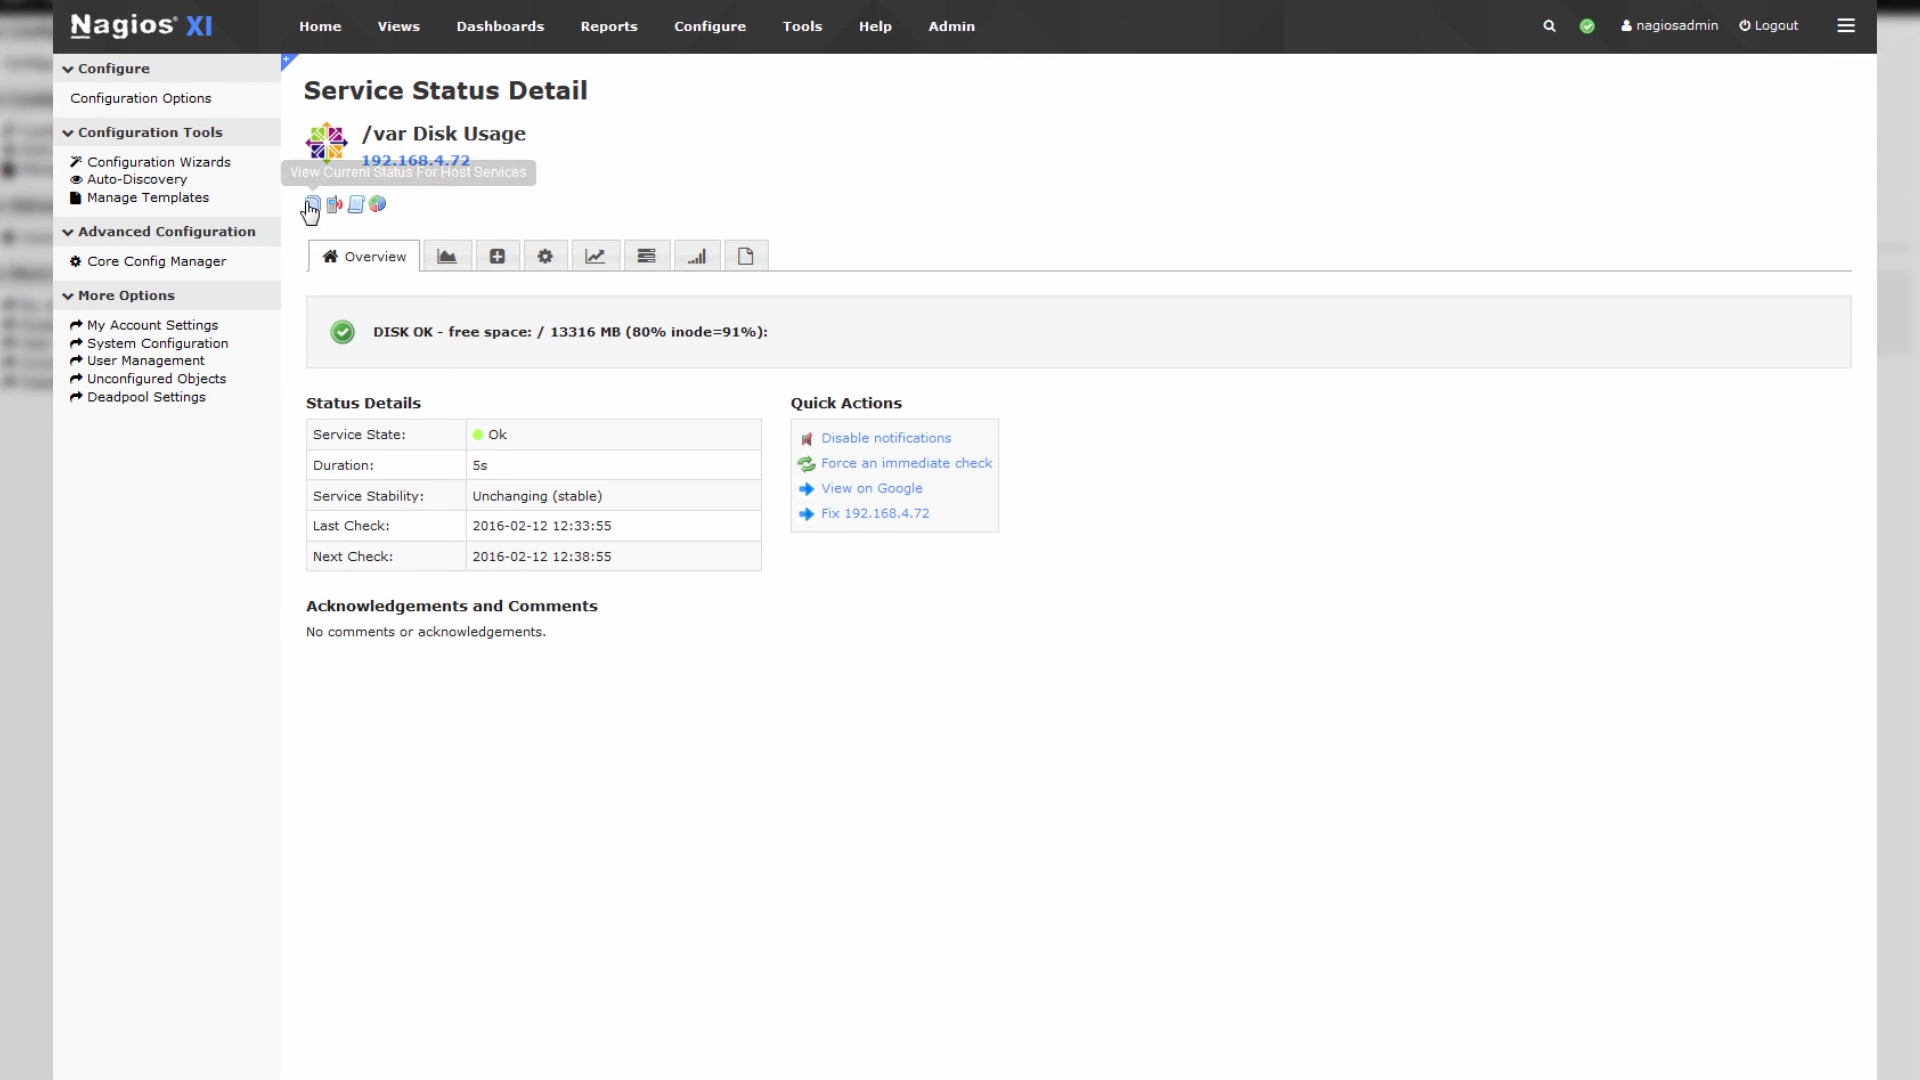 Nagios® XI
Home Views Dashboards Reports Configure Tools Help Admin
nagiosadmin Logout
Configure
Configuration Options
Configuration Tools
Configuration Wizards
Auto-Discovery
Manage Templates
Advanced Configuration
Core Config Manager
More Options
My Account Settings
System Configuration
User Management
Unconfigured Objects
Deadpool Settings
+
Service Status Detail
/var Disk Usage
192.168.4.72
View Current Status For Host Services
Overview
DISK OK - free space: / 13316 MB (80% inode=91%):
Status Details
Service State: Ok
Duration: 5s
Service Stability: Unchanging (stable)
Last Check: 2016-02-12 12:33:55
Next Check: 2016-02-12 12:38:55
Quick Actions
Disable notifications
Force an immediate check
View on Google
Fix 192.168.4.72
Acknowledgements and Comments
No comments or acknowledgements.